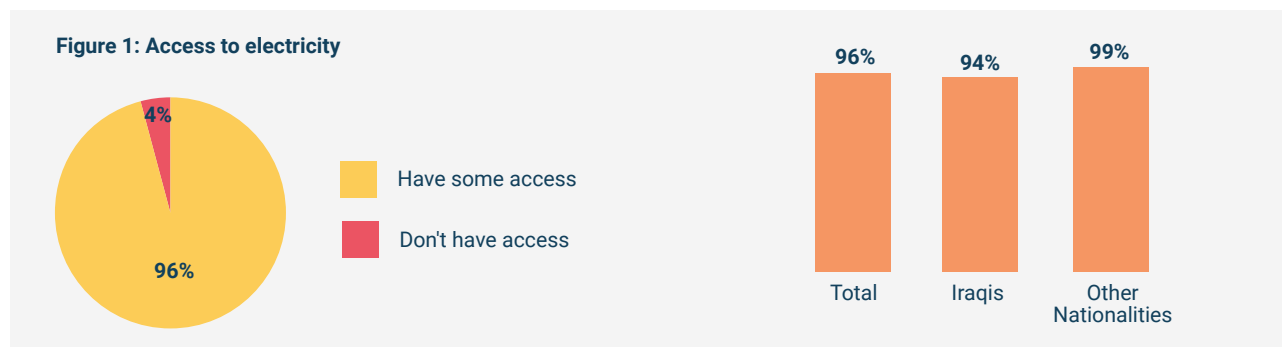 Figure 1: Access to electricity
4%
96%
Have some access
Don't have access
96%
94%
99%
Total
Iraqis
Other
Nationalities